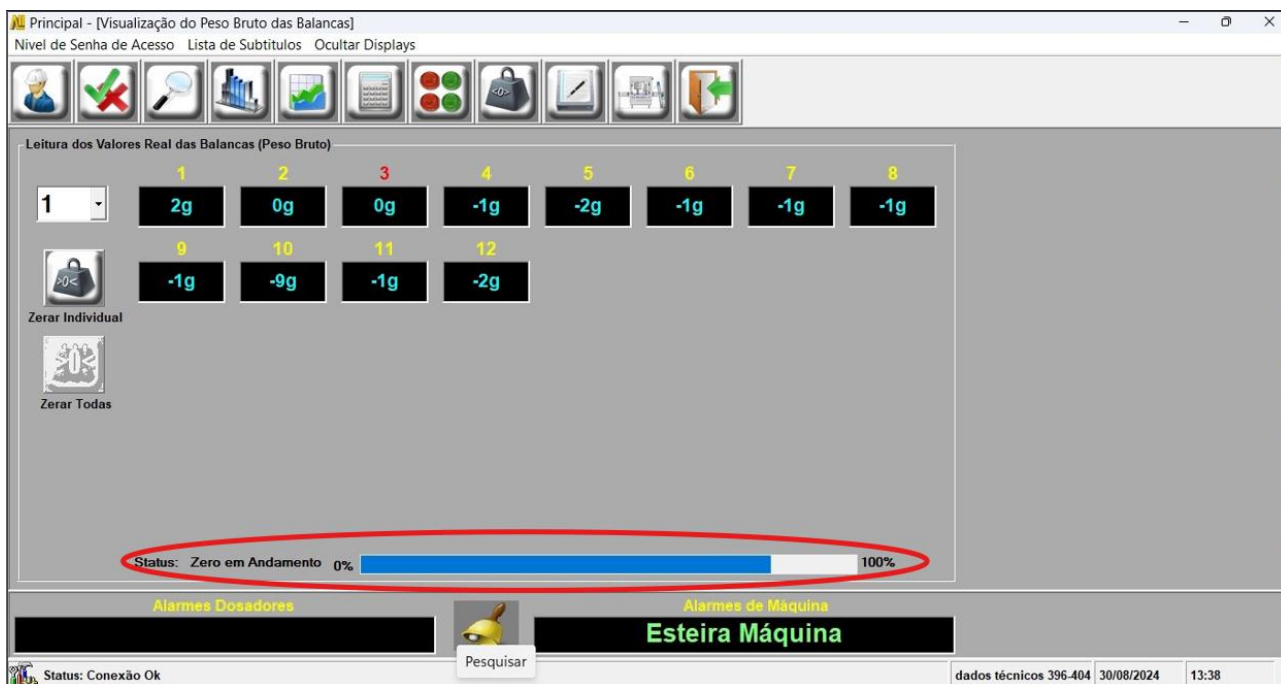 Principal - [Visualização do Peso Bruto das Balancas]
Nivel de Senha de Acesso Lista de Subtitulos Ocultar Displays
<0>
Leitura dos Valores Real das Balancas (Peso Bruto)
1 2 3 4 5 6 7 8
1 2g 0g 0g -1g -2g -1g -1g -1g
9 10 11 12
>0< -1g -9g -1g -2g
Zerar Individual
>0<
Zerar Todas
Status: Zero em Andamento 0% 100%
Alarmes Dosadores Alarmes de Máquina
Esteira Máquina
Pesquisar
Status: Conexão Ok dados técnicos 396-404 30/08/2024 13:38